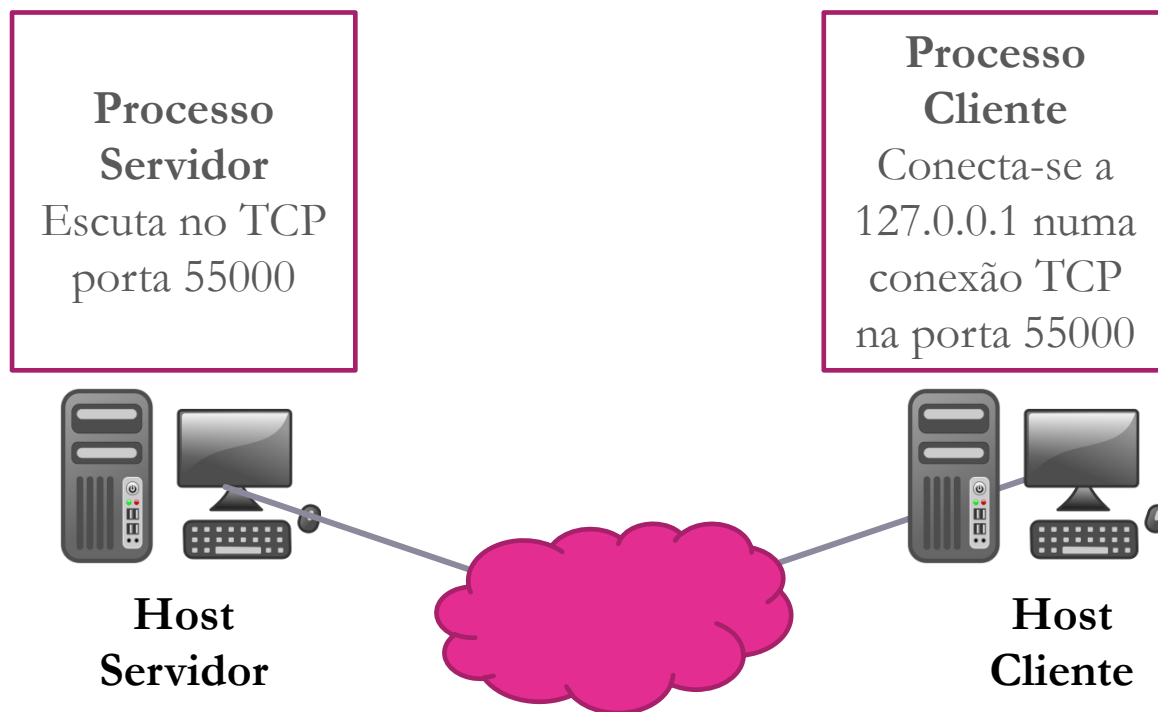 Processo
Servidor
Escuta no TCP
porta 55000
Processo
Cliente
Conecta-se a
127.0.0.1 numa
conexão TCP
na porta 55000
Host
Servidor
Host
Cliente